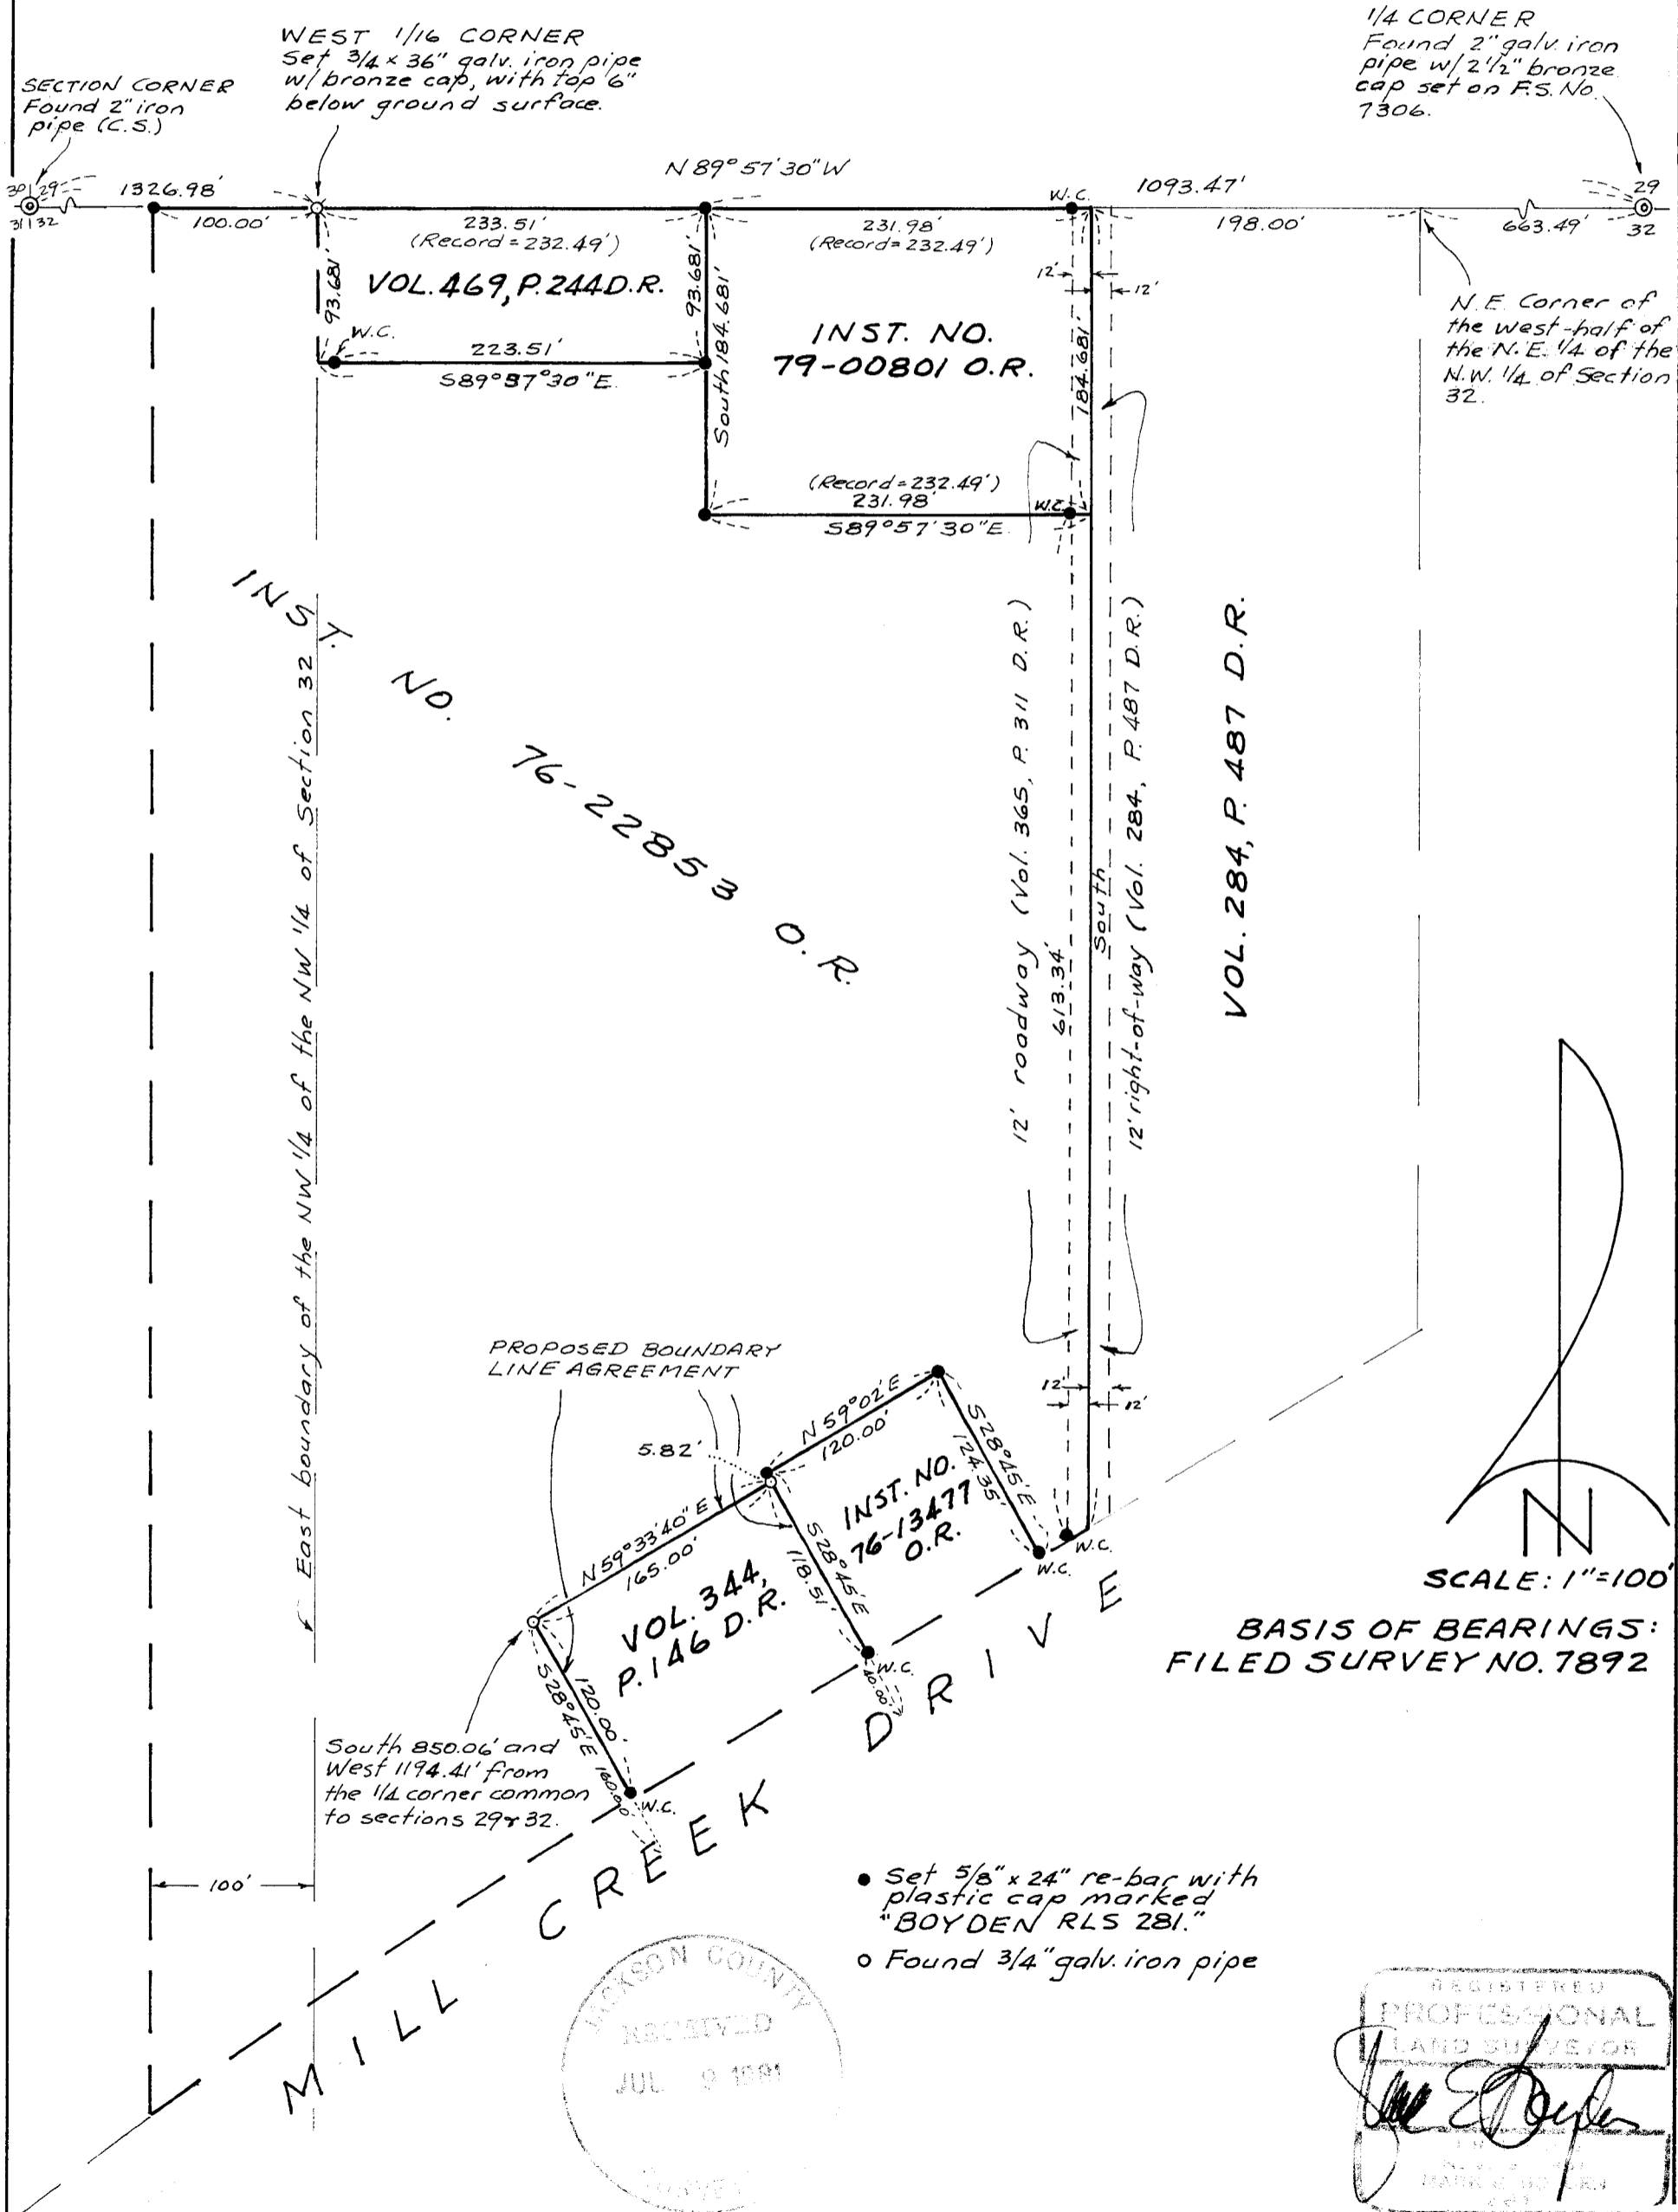 WEST 1/16 CORNER
Set 3/4 x 36" galv. iron pipe
w/ bronze cap, with top 6"
below ground surface.
SECTION CORNER
Found 2" iron
pipe (C.S.)
1/4 CORNER
Found 2" galv. iron
pipe w/ 2 1/2" bronze
cap set on F.S. No.
7306.
N 89° 57' 30" W
30 29
31 32
1326.98'
100.00'
233.51'
(Record = 232.49')
W.C.
231.98'
(Record = 232.49')
1093.47'
198.00'
663.49'
29
32
93.681'
VOL. 469, P. 244 D.R.
93.681'
South 184.681'
W.C.
223.51'
S 89° 57' 30" E.
INST. NO.
79-00801 O.R.
12'
12'
184.681'
N.E. Corner of
the west-half of
the N.E. 1/4 of the
N.W. 1/4 of Section
32.
(Record = 232.49')
231.98'
W.C.
S 89° 57' 30" E.
INST. NO. 76-22853 O.R.
East boundary of the NW 1/4 of the NW 1/4 of Section 32
12' roadway (Vol. 365, P. 311 D.R.)
613.34'
South
12' right-of-way (Vol. 284, P. 487 D.R.)
VOL. 284, P. 487 D.R.
PROPOSED BOUNDARY
LINE AGREEMENT
12'
12'
5.82'
N 59° 02' E
120.00'
S 28° 45' E
124.35'
INST. NO.
76-13477
O.R.
N 59° 33' 40" E
165.00'
S 28° 45' E
118.51'
VOL. 344,
P. 146 D.R.
W.C.
W.C.
W.C.
40.00'
120.00'
S 28° 45' E 160.00'
W.C.
South 850.06' and
West 1194.41' from
the 1/4 corner common
to sections 29 & 32.
100'
MILL CREEK DRIVE
N
SCALE: 1"=100'
BASIS OF BEARINGS:
FILED SURVEY NO. 7892
● Set 5/8" x 24" re-bar with
plastic cap marked
"BOYDEN RLS 281."
o Found 3/4" galv. iron pipe
JACKSON COUNTY
RECEIVED
JUL 9 1981
REGISTERED
PROFESSIONAL
LAND SURVEYOR